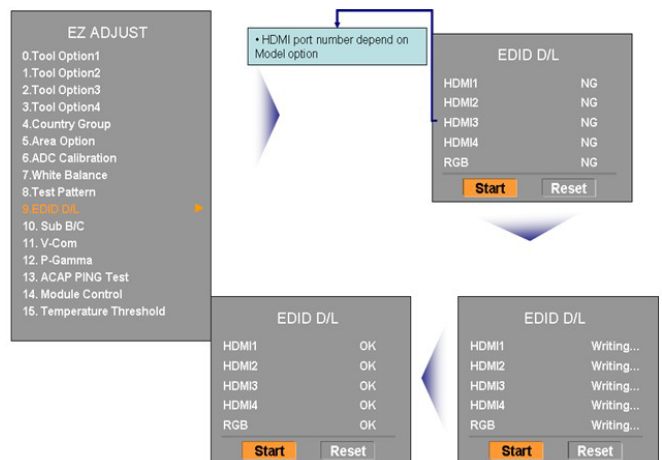 EZ ADJUST
0.Tool Option1
1.Tool Option2
2.Tool Option3
3.Tool Option4
4.Country Group
5.Area Option
6.ADC Calibration
7.White Balance
8.Test Pattern
9.EDID D/L
10. Sub B/C
11. V-Com
12. P-Gamma
13. ACAP PING Test
14. Module Control
15. Temperature Threshold
• HDMI port number depend on
Model option
EDID D/L
HDMI1 NG
HDMI2 NG
HDMI3 NG
HDMI4 NG
RGB NG
Start Reset
EDID D/L
HDMI1 Writing...
HDMI2 Writing...
HDMI3 Writing...
HDMI4 Writing...
RGB Writing...
Start Reset
EDID D/L
HDMI1 OK
HDMI2 OK
HDMI3 OK
HDMI4 OK
RGB OK
Start Reset